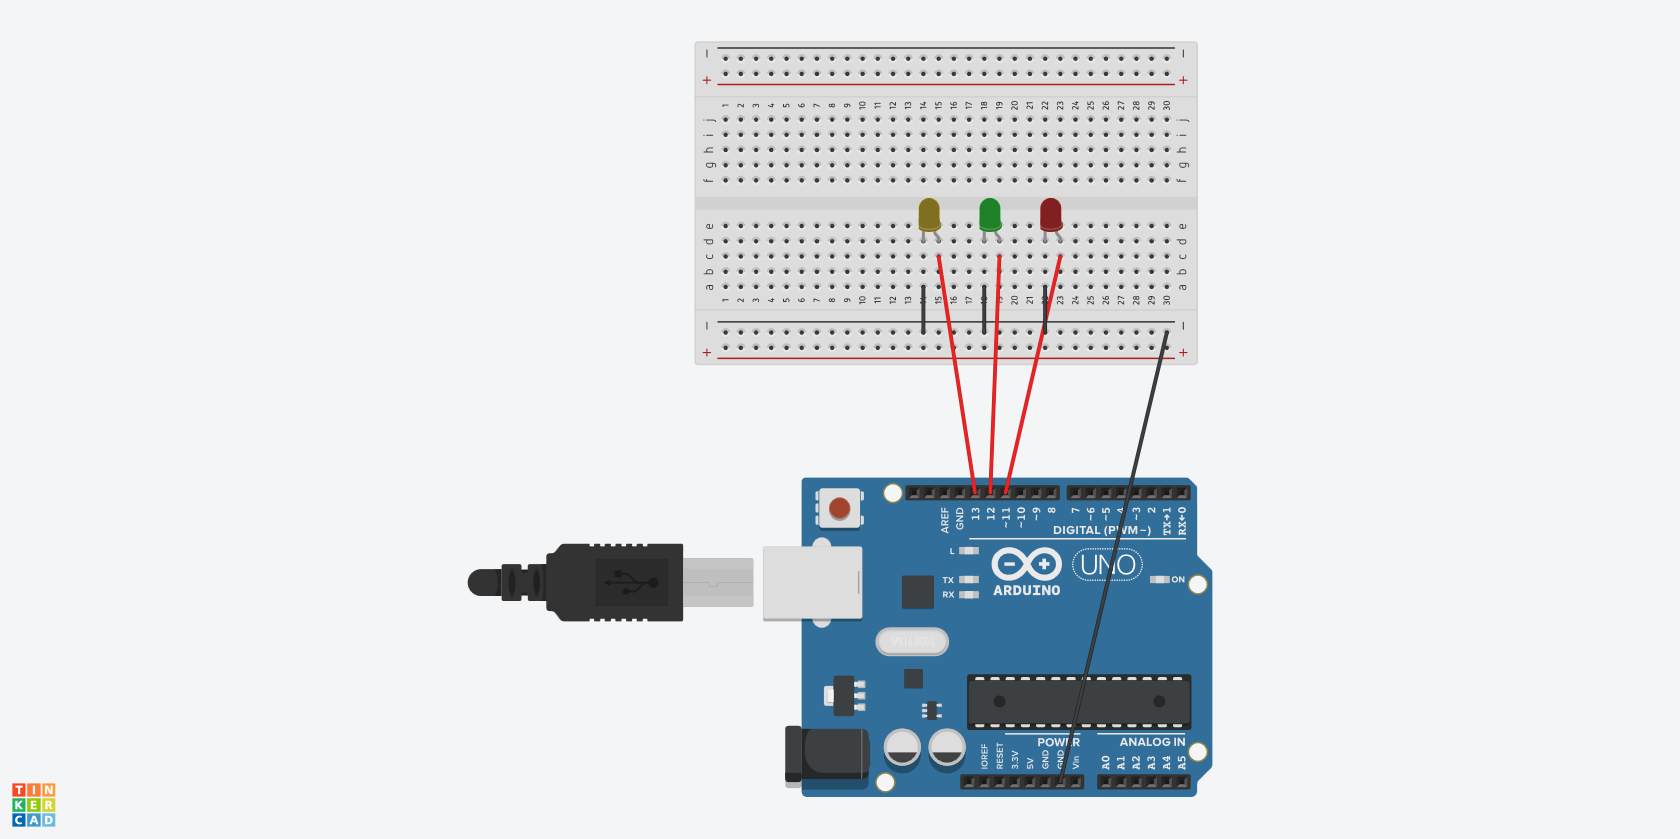 − −
+ +
1 2 3 4 5 6 7 8 9 10 11 12 13 14 15 16 17 18 19 20 21 22 23 24 25 26 27 28 29 30
j j
i i
h h
g g
f f
e e
d d
c c
b b
a a
1 2 3 4 5 6 7 8 9 10 11 12 13 15 16 17 18 19 20 21 22 23 24 25 26 27 28 29 30
− −
+ +
AREF GND 13 12 ~11 ~10 ~9 8 7 ~6 ~5 4 ~3 2 TX→1 RX←0
DIGITAL (PWM~)
L
UNO
TX
RX
ON
ARDUINO
POWER ANALOG IN
IOREF RESET 3.3V 5V GND GND Vin A0 A1 A2 A3 A4 A5
TIN
KER
CAD